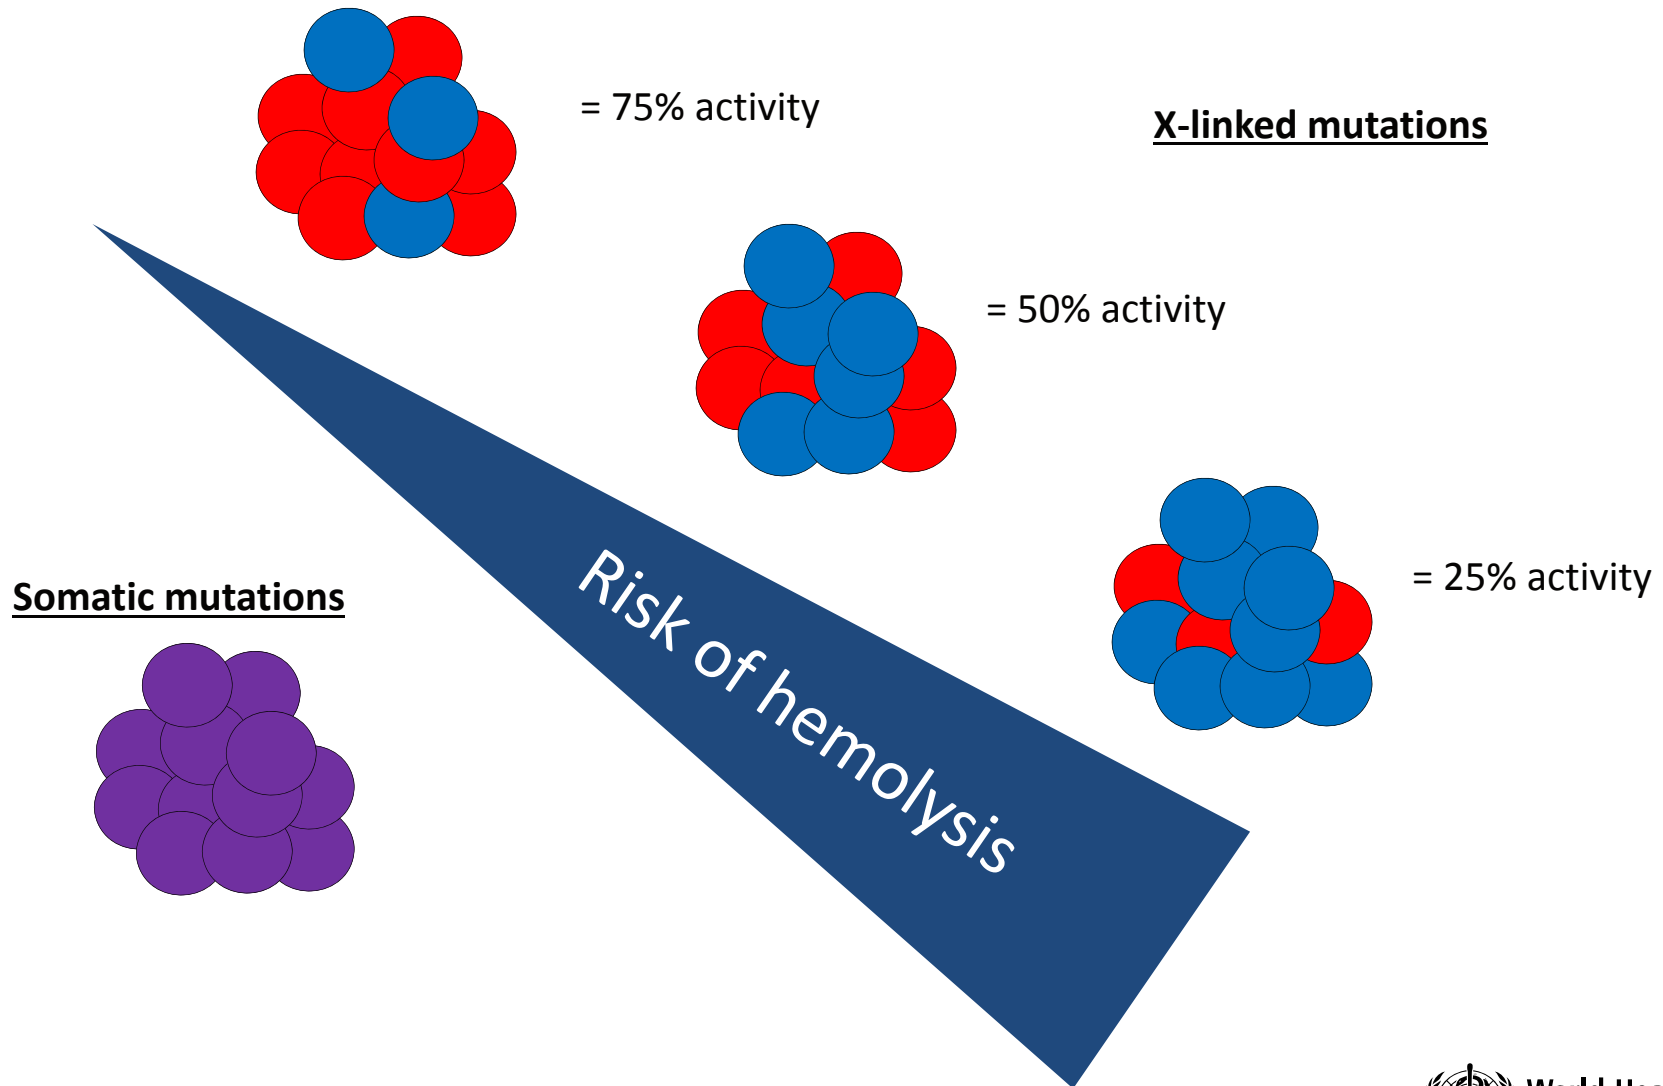 = 75% activity
X-linked mutations
= 50% activity
= 25% activity
Somatic mutations
Risk of hemolysis